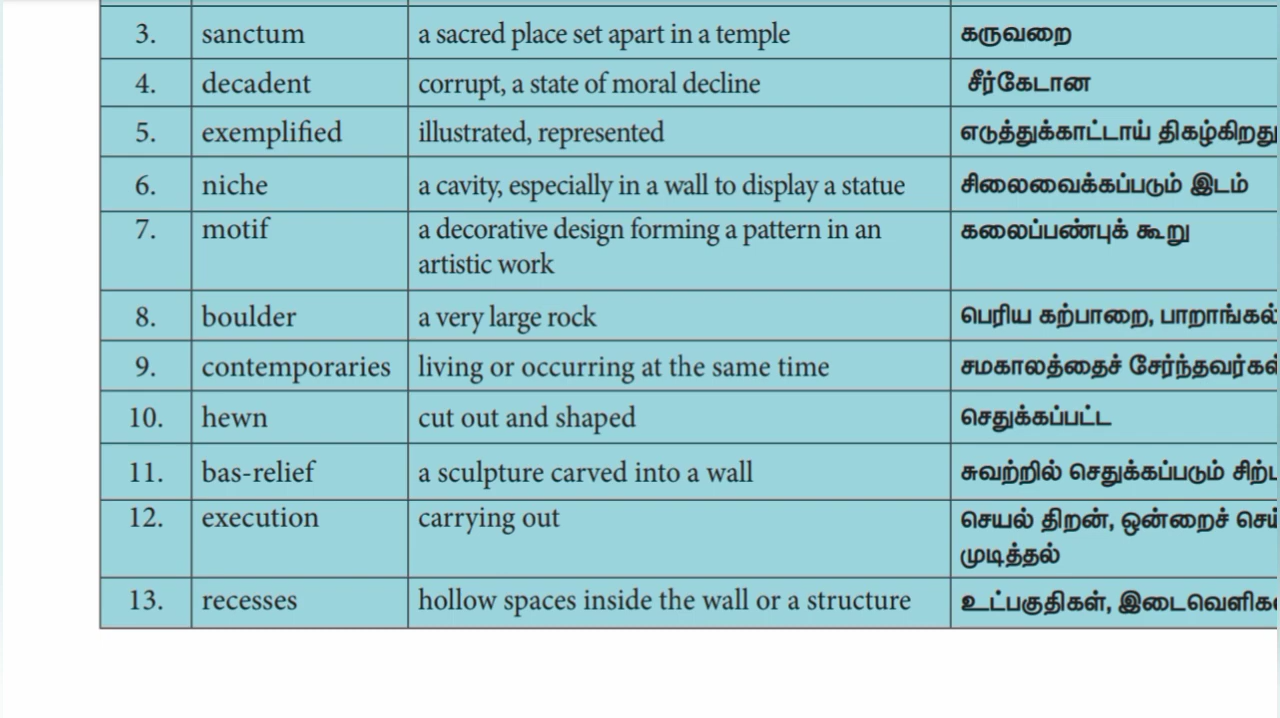 3. sanctum a sacred place set apart in a temple கருவறை
4. decadent corrupt, a state of moral decline சீர்கேடான
5. exemplified illustrated, represented எடுத்துக்காட்டாய் திகழ்கிறது
6. niche a cavity, especially in a wall to display a statue சிலைவைக்கப்படும் இடம்
7. motif a decorative design forming a pattern in an கலைப்பண்புக் கூறு
artistic work
8. boulder a very large rock பெரிய கற்பாறை, பாறாங்கல்
9. contemporaries living or occurring at the same time சமகாலத்தைச்
10. hewn cut out and shaped செதுக்கப்பட்ட
11. bas-relief a sculpture carved into a wall சுவற்றில் செதுக்கப்படும்
12. execution carrying out செயல் திறன், ஒன்றைச்
முடித்தல்
13. recesses hollow spaces inside the wall or a structure உட்பகுதிகள்,